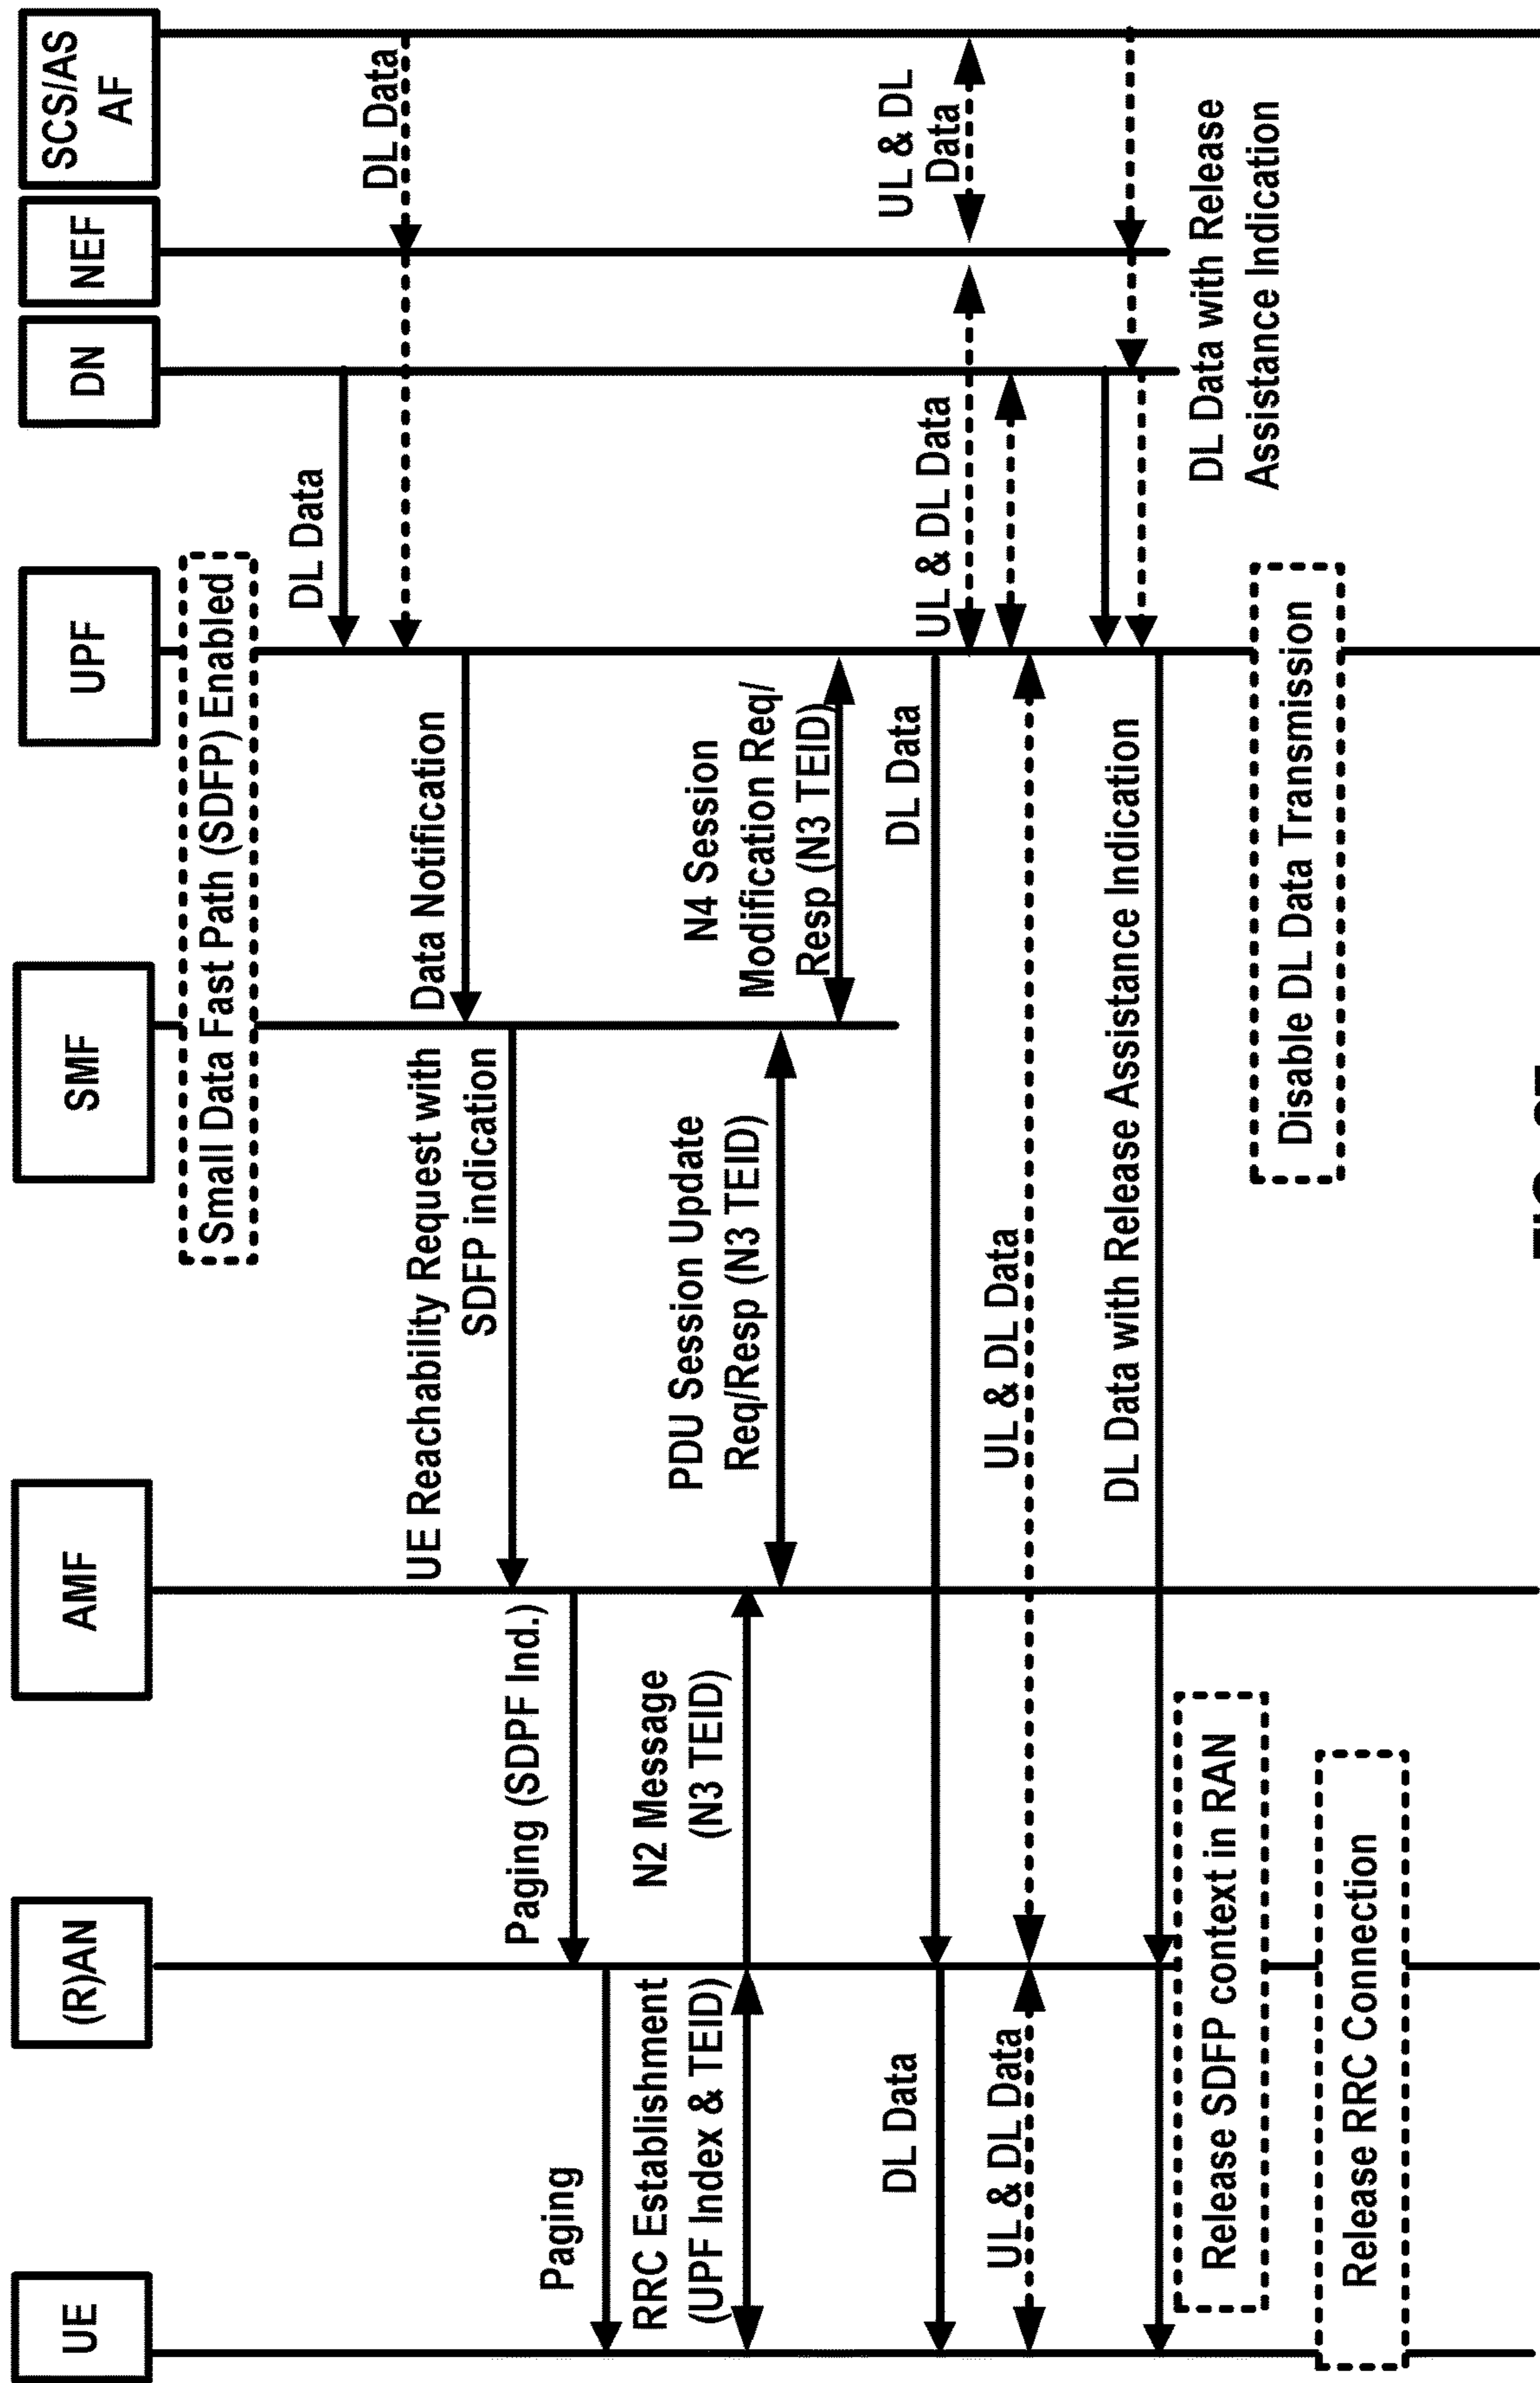 UE
(R)AN
AMF
SMF
UPF
DN
NEF
SCS/AS
AF
Small Data Fast Path (SDFP) Enabled
DL Data
DL Data
Data Notification
UE Reachability Request with
SDFP indication
Paging (SDPF Ind.)
Paging
RRC Establishment
(UPF Index & TEID)
N2 Message
(N3 TEID)
PDU Session Update
Req/Resp (N3 TEID)
N4 Session
Modification Req/
Resp (N3 TEID)
DL Data
DL Data
UL & DL Data
UL & DL
Data
UL & DL Data
UL & DL Data
DL Data with Release Assistance Indication
DL Data with Release
Assistance Indication
Release SDFP context in RAN
Disable DL Data Transmission
Release RRC Connection